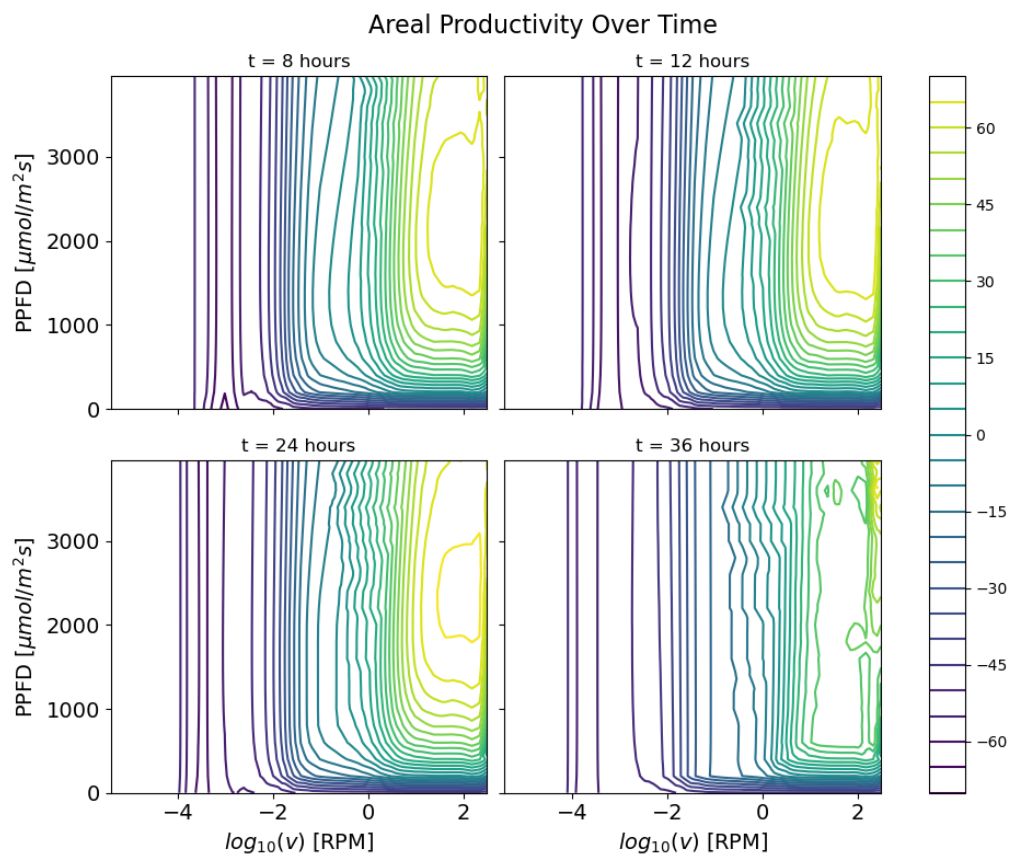 Areal Productivity Over Time
t = 8 hours
t = 12 hours
PPFD [μmol/m²s]
3000
2000
1000
0
60
45
30
15
0
−15
−30
−45
−60
t = 24 hours
t = 36 hours
PPFD [μmol/m²s]
3000
2000
1000
0
−4 −2 0 2
−4 −2 0 2
log₁₀(v) [RPM]
log₁₀(v) [RPM]